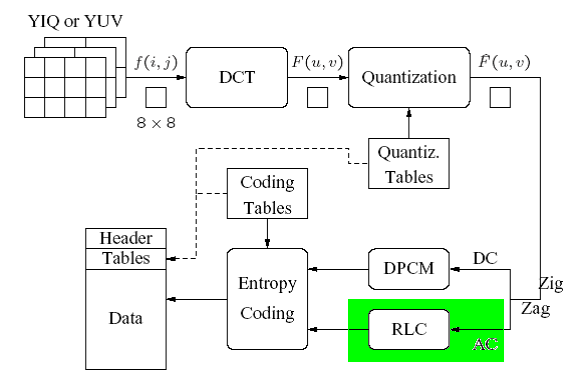 YIQ or YUV
f(i, j)
DCT
F(u, v)
Quantization
F̂(u, v)
8 × 8
Quantiz.
Tables
Coding
Tables
Header
Tables
Data
Entropy
Coding
DPCM
DC
RLC
AC
Zig
Zag